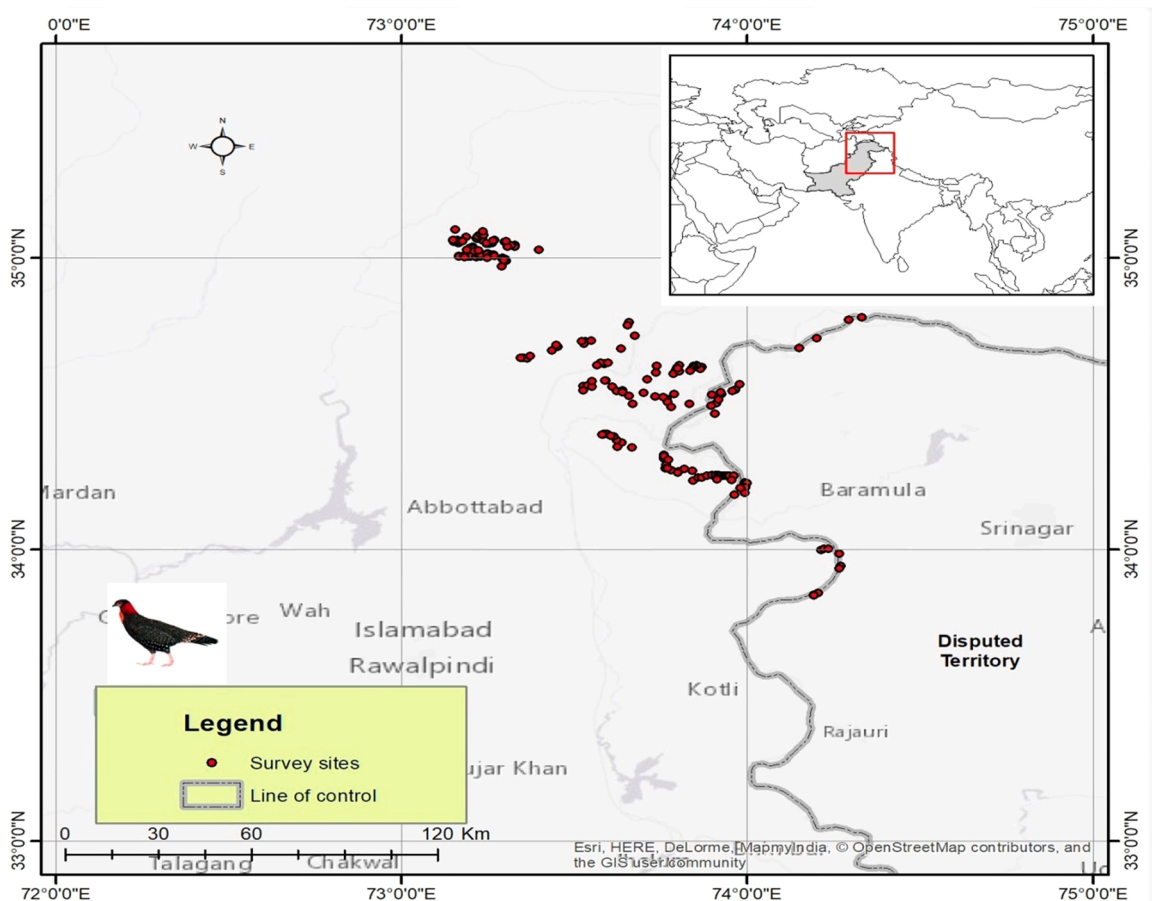 0'0"E 73°0'0"E 74°0'0"E 75°0'0"E
N
W E
S
35°0'0"N 35°0'0"N
Mardan
Abbottabad
Baramula
Srinagar
34°0'0"N 34°0'0"N
Wah
Islamabad
Rawalpindi
Disputed
Territory
Kotli
Rajauri
Legend
Survey sites
Line of control
ujar Khan
0 30 60 120 Km
33°0'0"N 33°0'0"N
Talagang Chakwal
Esri, HERE, DeLorme, MapmyIndia, © OpenStreetMap contributors, and
the GIS user community
72°0'0"E 73°0'0"E 74°0'0"E 75°0'0"E